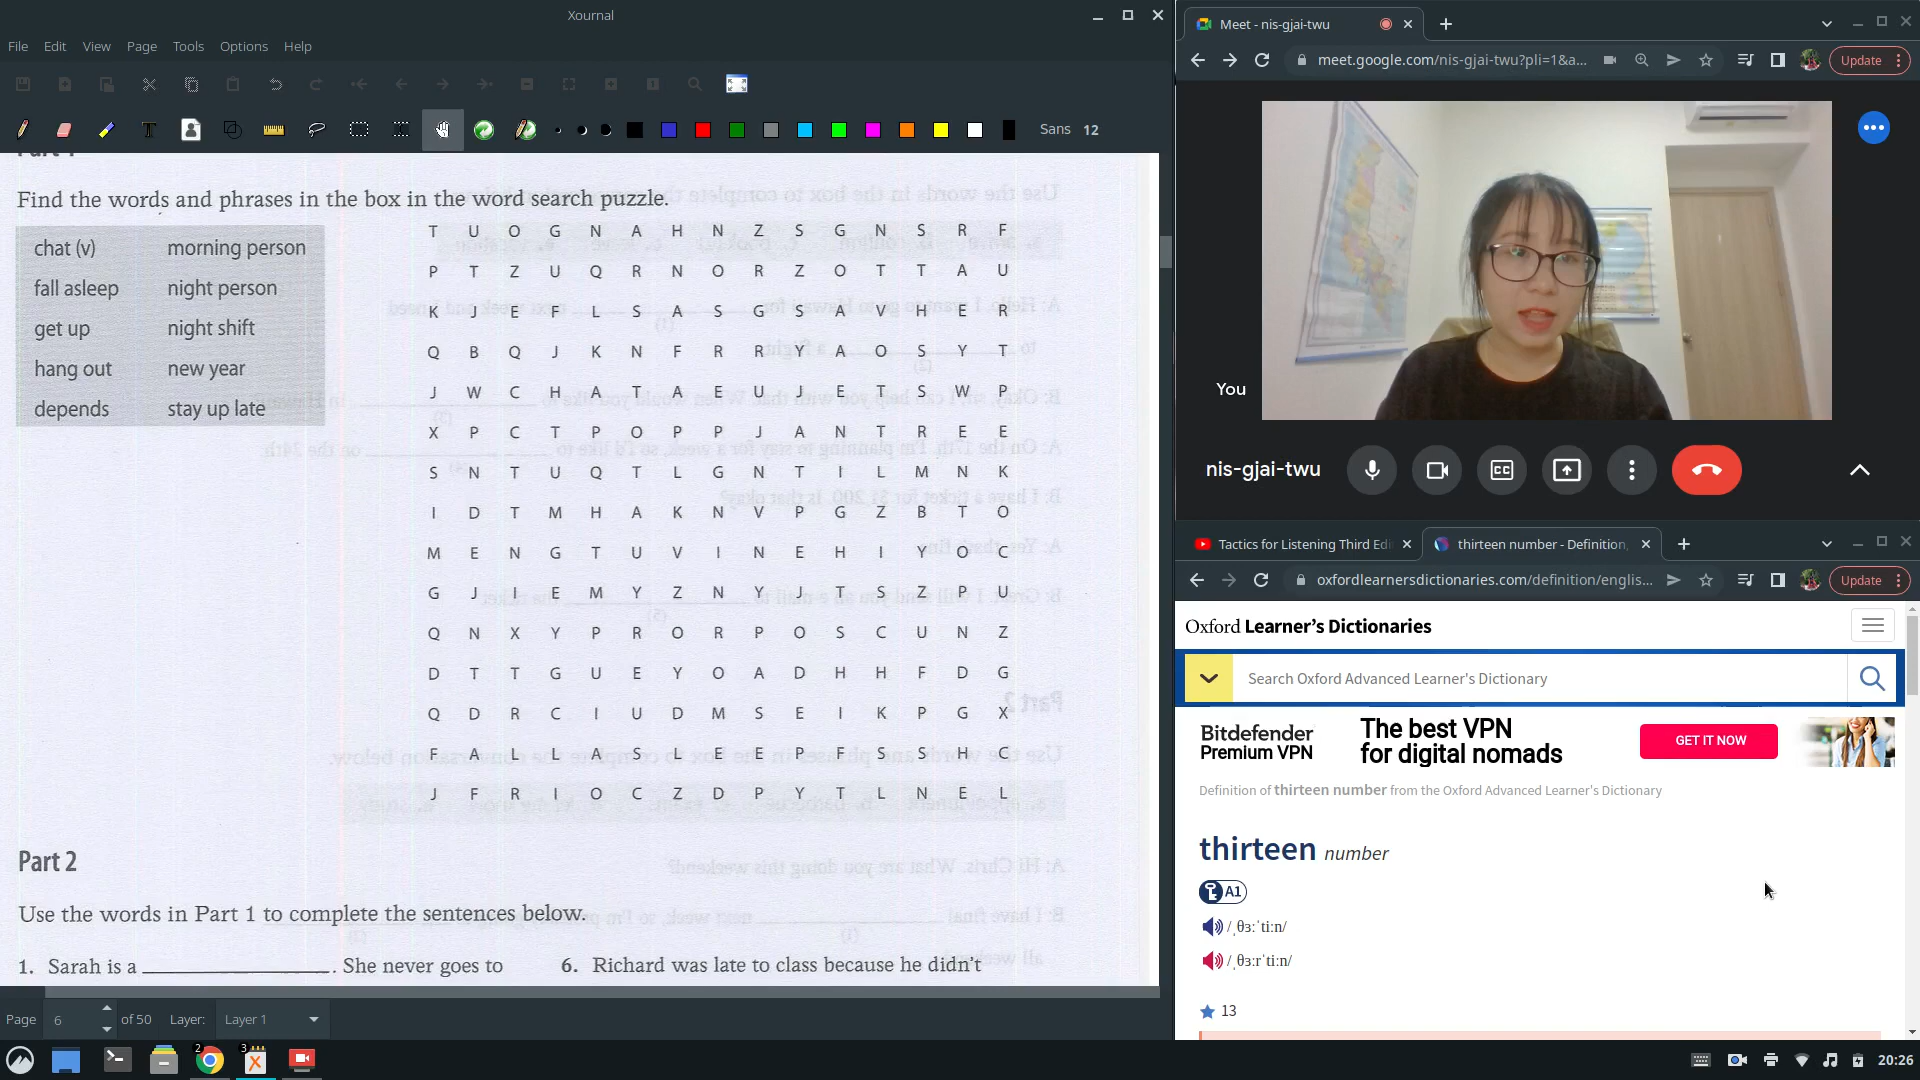 Xournal
File Edit View Page Tools Options Help
Sans 12
Find the words and phrases in the box in the word search puzzle.
chat (v) morning person
fall asleep night person
get up night shift
hang out new year
depends stay up late
T U O G N A H N Z S G N S R F
P T Z U Q R N O R Z O T T A U
K J E F L S A S G S A V H E R
Q B Q J K N F R R Y A O S Y T
J W C H A T A E U J E T S W P
X P C T P O P P J A N T R E E
S N T U Q T L G N T I L M N K
I D T M H A K N V P G Z B T O
M E N G T U V I N E H I Y O C
G J I E M Y Z N Y J T S Z P U
Q N X Y P R O R P O S C U N Z
D T T G U E Y O A D H H F D G
Q D R C I U D M S E I K P G X
F A L L A S L E E P F S S H C
J F R I O C Z D P Y T L N E L
Part 2
Use the words in Part 1 to complete the sentences below.
1. Sarah is a ____. She never goes to
6. Richard was late to class because he didn't
Page 6 of 50 Layer: Layer 1
Meet - nis-gjai-twu
meet.google.com/nis-gjai-twu?pli=1&a...
Update
You
nis-gjai-twu
Tactics for Listening Third Edi
thirteen number - Definition,
oxfordlearnersdictionaries.com/definition/englis...
Update
Oxford Learner's Dictionaries
Search Oxford Advanced Learner's Dictionary
Bitdefender
Premium VPN
The best VPN
for digital nomads
GET IT NOW
Definition of thirteen number from the Oxford Advanced Learner's Dictionary
thirteen number
A1
/ˌθɜːˈtiːn/
/ˌθɜːrˈtiːn/
13
2
3
20:26